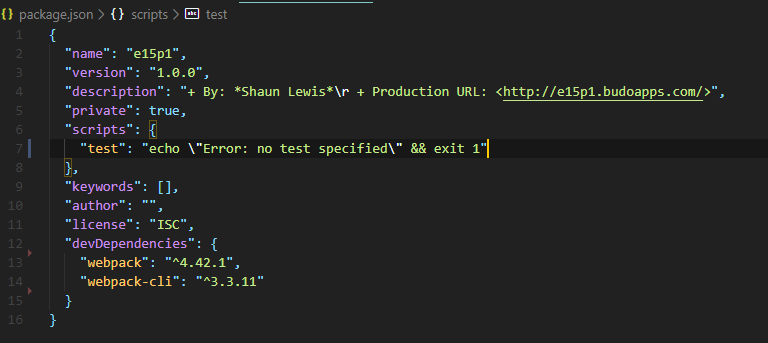 {} package.json > {} scripts > abc test
1 {
2 "name": "e15p1",
3 "version": "1.0.0",
4 "description": "+ By: *Shaun Lewis*\r + Production URL: <http://e15p1.budoapps.com/>",
5 "private": true,
6 "scripts": {
7 "test": "echo \"Error: no test specified\" && exit 1"
8 },
9 "keywords": [],
10 "author": "",
11 "license": "ISC",
12 "devDependencies": {
13 "webpack": "^4.42.1",
14 "webpack-cli": "^3.3.11"
15 }
16 }